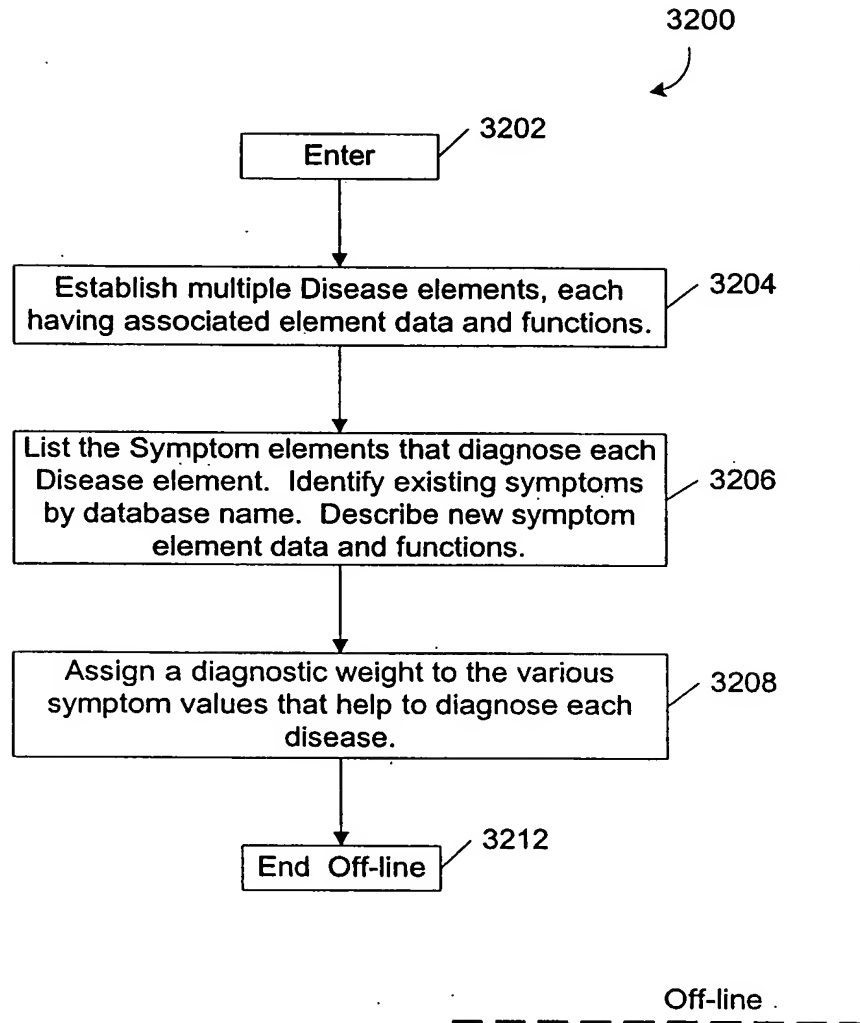 3200
Enter
3202
Establish multiple Disease elements, each
having associated element data and functions.
3204
List the Symptom elements that diagnose each
Disease element. Identify existing symptoms
by database name. Describe new symptom
element data and functions.
3206
Assign a diagnostic weight to the various
symptom values that help to diagnose each
disease.
3208
End Off-line
3212
Off-line